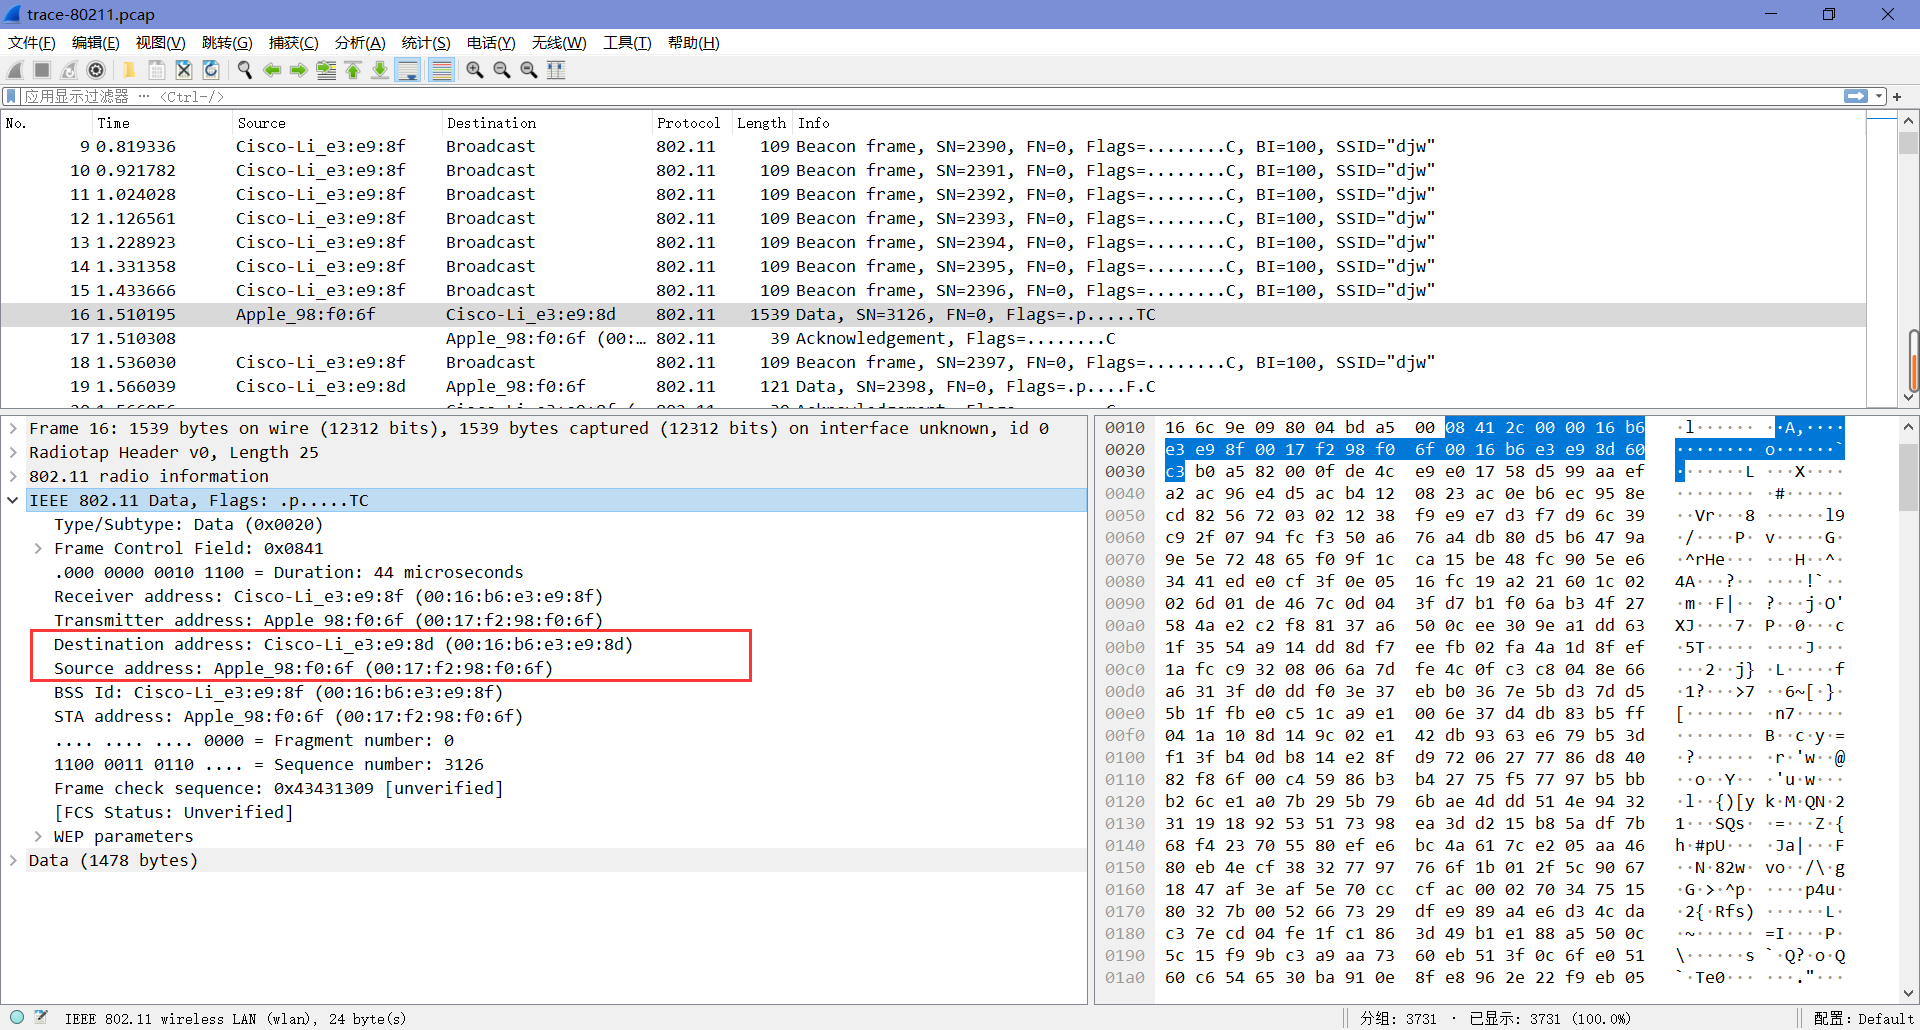 trace-80211.pcap
文件(F) 编辑(E) 视图(V) 跳转(G) 捕获(C) 分析(A) 统计(S) 电话(Y) 无线(W) 工具(T) 帮助(H)
应用显示过滤器 … <Ctrl-/>
No. Time Source Destination Protocol Length Info
9 0.819336 Cisco-Li_e3:e9:8f Broadcast 802.11 109 Beacon frame, SN=2390, FN=0, Flags=........C, BI=100, SSID="djw"
10 0.921782 Cisco-Li_e3:e9:8f Broadcast 802.11 109 Beacon frame, SN=2391, FN=0, Flags=........C, BI=100, SSID="djw"
11 1.024028 Cisco-Li_e3:e9:8f Broadcast 802.11 109 Beacon frame, SN=2392, FN=0, Flags=........C, BI=100, SSID="djw"
12 1.126561 Cisco-Li_e3:e9:8f Broadcast 802.11 109 Beacon frame, SN=2393, FN=0, Flags=........C, BI=100, SSID="djw"
13 1.228923 Cisco-Li_e3:e9:8f Broadcast 802.11 109 Beacon frame, SN=2394, FN=0, Flags=........C, BI=100, SSID="djw"
14 1.331358 Cisco-Li_e3:e9:8f Broadcast 802.11 109 Beacon frame, SN=2395, FN=0, Flags=........C, BI=100, SSID="djw"
15 1.433666 Cisco-Li_e3:e9:8f Broadcast 802.11 109 Beacon frame, SN=2396, FN=0, Flags=........C, BI=100, SSID="djw"
16 1.510195 Apple_98:f0:6f Cisco-Li_e3:e9:8d 802.11 1539 Data, SN=3126, FN=0, Flags=.p.....TC
17 1.510308 Apple_98:f0:6f (00:… 802.11 39 Acknowledgement, Flags=........C
18 1.536030 Cisco-Li_e3:e9:8f Broadcast 802.11 109 Beacon frame, SN=2397, FN=0, Flags=........C, BI=100, SSID="djw"
19 1.566039 Cisco-Li_e3:e9:8d Apple_98:f0:6f 802.11 121 Data, SN=2398, FN=0, Flags=.p....F.C
Frame 16: 1539 bytes on wire (12312 bits), 1539 bytes captured (12312 bits) on interface unknown, id 0
Radiotap Header v0, Length 25
802.11 radio information
IEEE 802.11 Data, Flags: .p.....TC
Type/Subtype: Data (0x0020)
Frame Control Field: 0x0841
.000 0000 0010 1100 = Duration: 44 microseconds
Receiver address: Cisco-Li_e3:e9:8f (00:16:b6:e3:e9:8f)
Transmitter address: Apple_98:f0:6f (00:17:f2:98:f0:6f)
Destination address: Cisco-Li_e3:e9:8d (00:16:b6:e3:e9:8d)
Source address: Apple_98:f0:6f (00:17:f2:98:f0:6f)
BSS Id: Cisco-Li_e3:e9:8f (00:16:b6:e3:e9:8f)
STA address: Apple_98:f0:6f (00:17:f2:98:f0:6f)
.... .... .... 0000 = Fragment number: 0
1100 0011 0110 .... = Sequence number: 3126
Frame check sequence: 0x43431309 [unverified]
[FCS Status: Unverified]
WEP parameters
Data (1478 bytes)
0010 16 6c 9e 09 80 04 bd a5 00 08 41 2c 00 00 16 b6 ·l·······A,····
0020 e3 e9 8f 00 17 f2 98 f0 6f 00 16 b6 e3 e9 8d 60 ········o······`
0030 c3 b0 a5 82 00 0f de 4c e9 e0 17 58 d5 99 aa ef ·······L···X····
0040 a2 ac 96 e4 d5 ac b4 12 08 23 ac 0e b6 ec 95 8e ·········#······
0050 cd 82 56 72 03 02 12 38 f9 e9 e7 d3 f7 d9 6c 39 ··Vr···8······l9
0060 c9 2f 07 94 fc f3 50 a6 76 a4 db 80 d5 b6 47 9a ·/····P·v·····G·
0070 9e 5e 72 48 65 f0 9f 1c ca 15 be 48 fc 90 5e e6 ·^rHe······H··^·
0080 34 41 ed e0 cf 3f 0e 05 16 fc 19 a2 21 60 1c 02 4A···?······!`··
0090 02 6d 01 de 46 7c 0d 04 3f d7 b1 f0 6a b3 4f 27 ·m··F|··?···j·O'
00a0 58 4a e2 c2 f8 81 37 a6 50 0c ee 30 9e a1 dd 63 XJ····7·P··0···c
00b0 1f 35 54 a9 14 dd 8d f7 ee fb 02 fa 4a 1d 8f ef ·5T·········J···
00c0 1a fc c9 32 08 06 6a 7d fe 4c 0f c3 c8 04 8e 66 ···2··j}·L·····f
00d0 a6 31 3f d0 dd f0 3e 37 eb b0 36 7e 5b d3 7d d5 ·1?···>7··6~[·}·
00e0 5b 1f fb e0 c5 1c a9 e1 00 6e 37 d4 db 83 b5 ff [········n7·····
00f0 04 1a 10 8d 14 9c 02 e1 42 db 93 63 e6 79 b5 3d ········B··c·y·=
0100 f1 3f b4 0d b8 14 e2 8f d9 72 06 27 77 86 d8 40 ·?·······r·'w··@
0110 82 f8 6f 00 c4 59 86 b3 b4 27 75 f5 77 97 b5 bb ··o··Y···'u·w···
0120 b2 6c e1 a0 7b 29 5b 79 6b ae 4d dd 51 4e 94 32 ·l··{)[yk·M·QN·2
0130 31 19 18 92 53 51 73 98 ea 3d d2 15 b8 5a df 7b 1···SQs··=···Z·{
0140 68 f4 23 70 55 80 ef e6 bc 4a 61 7c e2 05 aa 46 h·#pU····Ja|···F
0150 80 eb 4e cf 38 32 77 97 76 6f 1b 01 2f 5c 90 67 ··N·82w·vo··/\·g
0160 18 47 af 3e af 5e 70 cc cf ac 00 02 70 34 75 15 ·G·>·^p·····p4u·
0170 80 32 7b 00 52 66 73 29 df e9 89 a4 e6 d3 4c da ·2{·Rfs)······L·
0180 c3 7e cd 04 fe 1f c1 86 3d 49 b1 e1 88 a5 50 0c ·~······=I····P·
0190 5c 15 f9 9b c3 a9 aa 73 60 eb 51 3f 0c 6f e0 51 \······s`·Q?·o·Q
01a0 60 c6 54 65 30 ba 91 0e 8f e8 96 2e 22 f9 eb 05 `·Te0······."···
IEEE 802.11 wireless LAN (wlan), 24 byte(s) 分组: 3731 · 已显示: 3731 (100.0%) 配置: Default